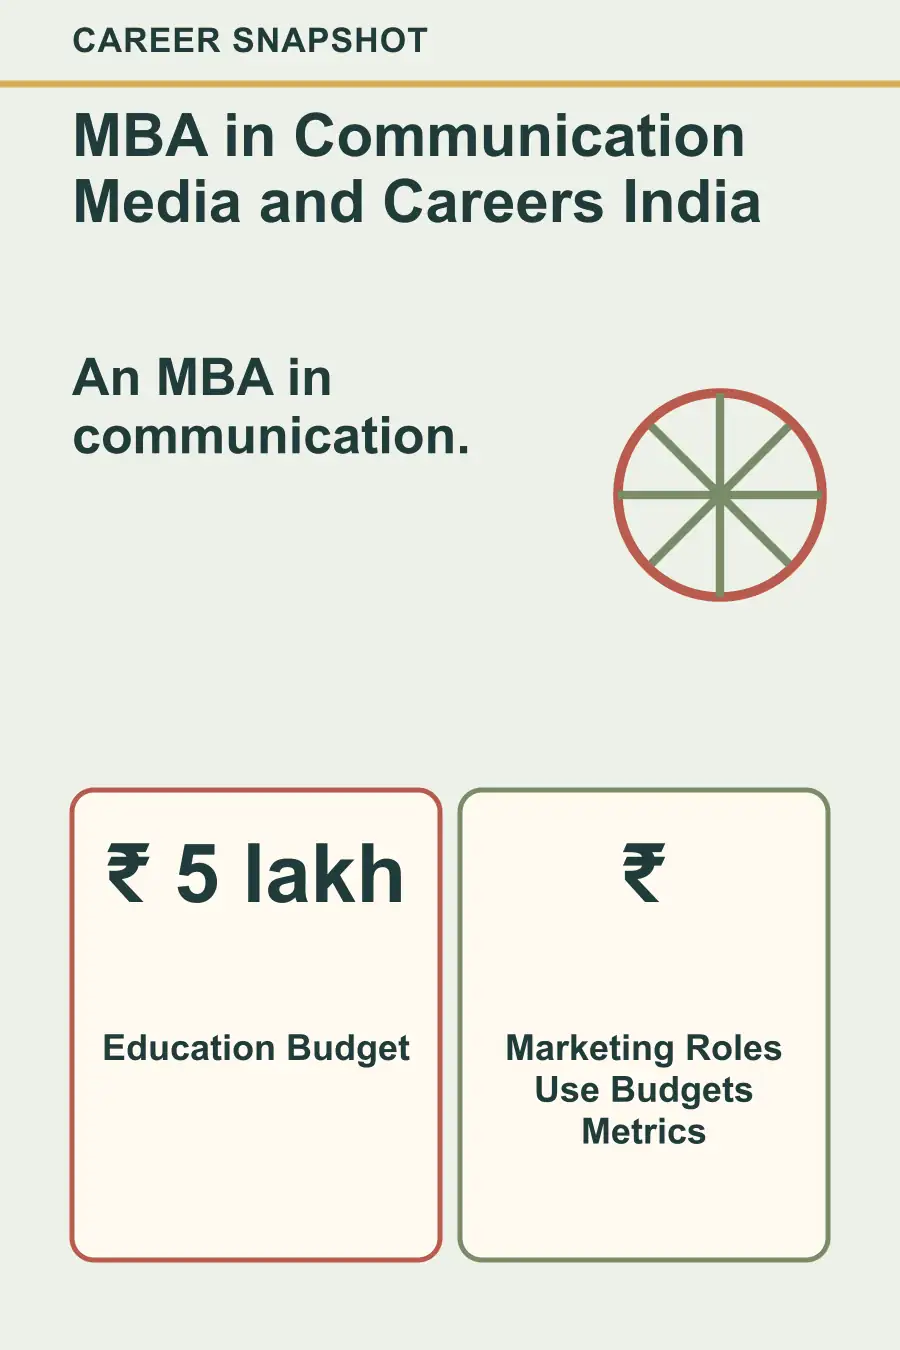 CAREER SNAPSHOT
MBA in Communication
Media and Careers India
An MBA in
communication.
₹ 5 lakh
Education Budget
₹
Marketing Roles
Use Budgets
Metrics